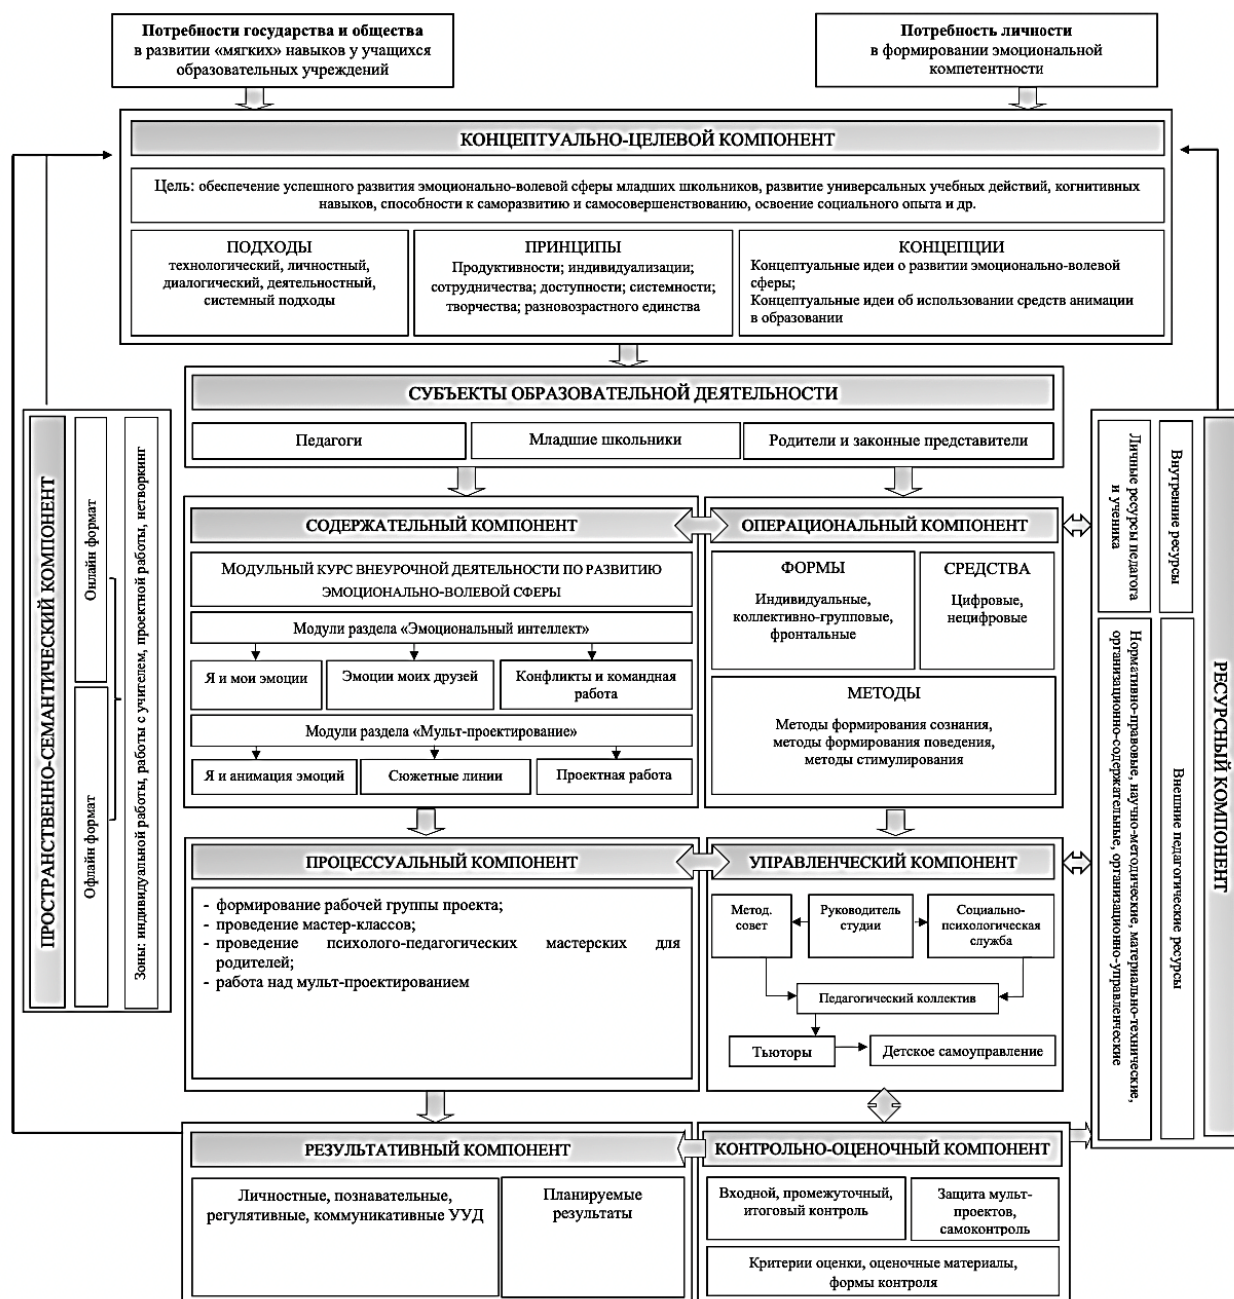 Потребности государства и общества
в развитии «мягких» навыков у учащихся
образовательных учреждений
Потребность личности
в формировании эмоциональной
компетентности
КОНЦЕПТУАЛЬНО-ЦЕЛЕВОЙ КОМПОНЕНТ
Цель: обеспечение успешного развития эмоционально-волевой сферы младших школьников, развитие универсальных учебных действий, когнитивных
навыков, способности к саморазвитию и самосовершенствованию, освоение социального опыта и др.
ПОДХОДЫ
технологический, личностный,
диалогический, деятельностный,
системный подходы
ПРИНЦИПЫ
Продуктивности; индивидуализации;
сотрудничества; доступности; системности;
творчества; разновозрастного единства
КОНЦЕПЦИИ
Концептуальные идеи о развитии эмоционально-волевой
сферы;
Концептуальные идеи об использовании средств анимации
в образовании
СУБЪЕКТЫ ОБРАЗОВАТЕЛЬНОЙ ДЕЯТЕЛЬНОСТИ
Педагоги
Младшие школьники
Родители и законные представители
ПРОСТРАНСТВЕННО-СЕМАНТИЧЕСКИЙ КОМПОНЕНТ
Онлайн формат
Офлайн формат
Зоны: индивидуальной работы, работы с учителем, проектной работы, нетворкинг
СОДЕРЖАТЕЛЬНЫЙ КОМПОНЕНТ
МОДУЛЬНЫЙ КУРС ВНЕУРОЧНОЙ ДЕЯТЕЛЬНОСТИ ПО РАЗВИТИЮ
ЭМОЦИОНАЛЬНО-ВОЛЕВОЙ СФЕРЫ
Модули раздела «Эмоциональный интеллект»
Я и мои эмоции
Эмоции моих друзей
Конфликты и командная
работа
Модули раздела «Мульт-проектирование»
Я и анимация эмоций
Сюжетные линии
Проектная работа
ОПЕРАЦИОНАЛЬНЫЙ КОМПОНЕНТ
ФОРМЫ
Индивидуальные,
коллективно-групповые,
фронтальные
СРЕДСТВА
Цифровые,
нецифровые
МЕТОДЫ
Методы формирования сознания,
методы формирования поведения,
методы стимулирования
ПРОЦЕССУАЛЬНЫЙ КОМПОНЕНТ
- формирование рабочей группы проекта;
- проведение мастер-классов;
- проведение психолого-педагогических мастерских для
родителей;
- работа над мульт-проектированием
УПРАВЛЕНЧЕСКИЙ КОМПОНЕНТ
Метод.
совет
Руководитель
студии
Социально-
психологическая
служба
Педагогический коллектив
Тьюторы
Детское самоуправление
РЕСУРСНЫЙ КОМПОНЕНТ
Внутренние ресурсы
Личные ресурсы педагога
и ученика
Внешние педагогические ресурсы
Нормативно-правовые, научно-методические, материально-технические,
организационно-содержательные, организационно-управленческие
РЕЗУЛЬТАТИВНЫЙ КОМПОНЕНТ
Личностные, познавательные,
регулятивные, коммуникативные УУД
Планируемые
результаты
КОНТРОЛЬНО-ОЦЕНОЧНЫЙ КОМПОНЕНТ
Входной, промежуточный,
итоговый контроль
Защита мульт-
проектов,
самоконтроль
Критерии оценки, оценочные материалы,
формы контроля